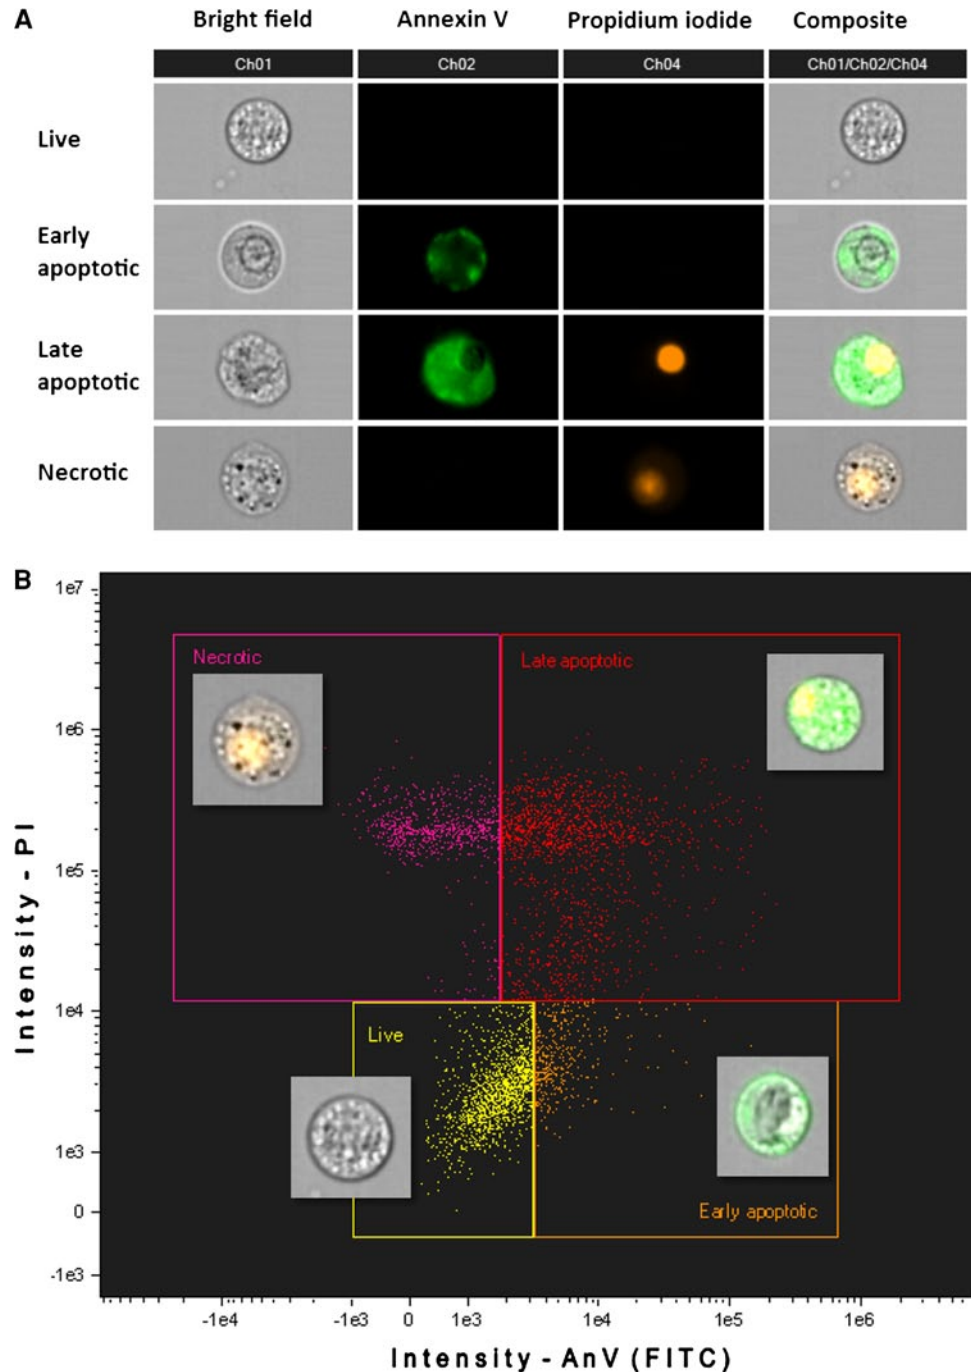 A
Bright field Annexin V Propidium iodide Composite
Ch01 Ch02 Ch04 Ch01/Ch02/Ch04
Live
Early
apoptotic
Late
apoptotic
Necrotic
B
1e7
Necrotic
Late apoptotic
1e6
1e5
1e4
Live
1e3
0
Early apoptotic
-1e3
Intensity - PI
-1e4 -1e3 0 1e3 1e4 1e5 1e6
Intensity - AnV (FITC)